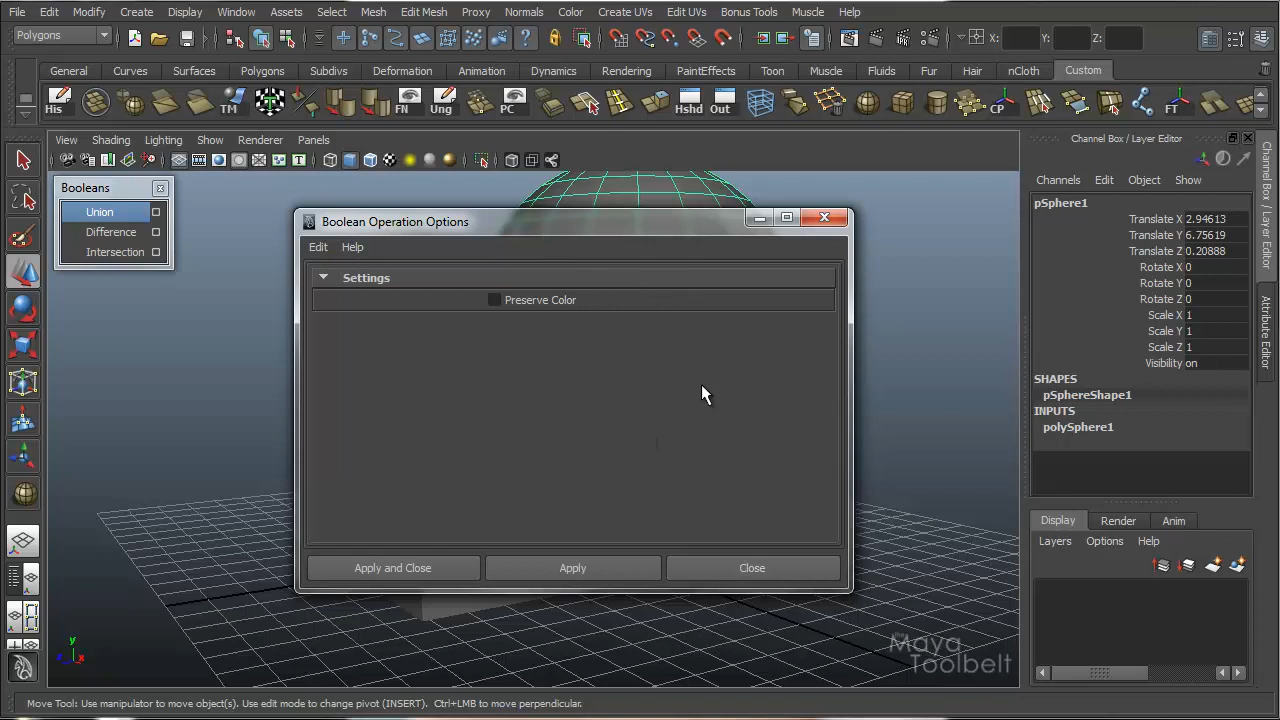 File Edit Modify Create Display Window Assets Select Mesh Edit Mesh Proxy Normals Color Create UVs Edit UVs Bonus Tools Muscle Help
Polygons X: Y: Z:
General Curves Surfaces Polygons Subdivs Deformation Animation Dynamics Rendering PaintEffects Toon Muscle Fluids Fur Hair nCloth Custom
His TM FN Ung PC Hshd Out CP FT
View Shading Lighting Show Renderer Panels
Channel Box / Layer Editor
Booleans
Union
Difference
Intersection
Boolean Operation Options
Edit Help
Settings
Preserve Color
Apply and Close Apply Close
Channels Edit Object Show
pSphere1
Translate X 2.94613
Translate Y 6.75619
Translate Z 0.20888
Rotate X 0
Rotate Y 0
Rotate Z 0
Scale X 1
Scale Y 1
Scale Z 1
Visibility on
SHAPES
pSphereShape1
INPUTS
polySphere1
Channel Box / Layer Editor
Attribute Editor
Display Render Anim
Layers Options Help
y
z x
Maya
Toolbelt
Move Tool: Use manipulator to move object(s). Use edit mode to change pivot (INSERT). Ctrl+LMB to move perpendicular.